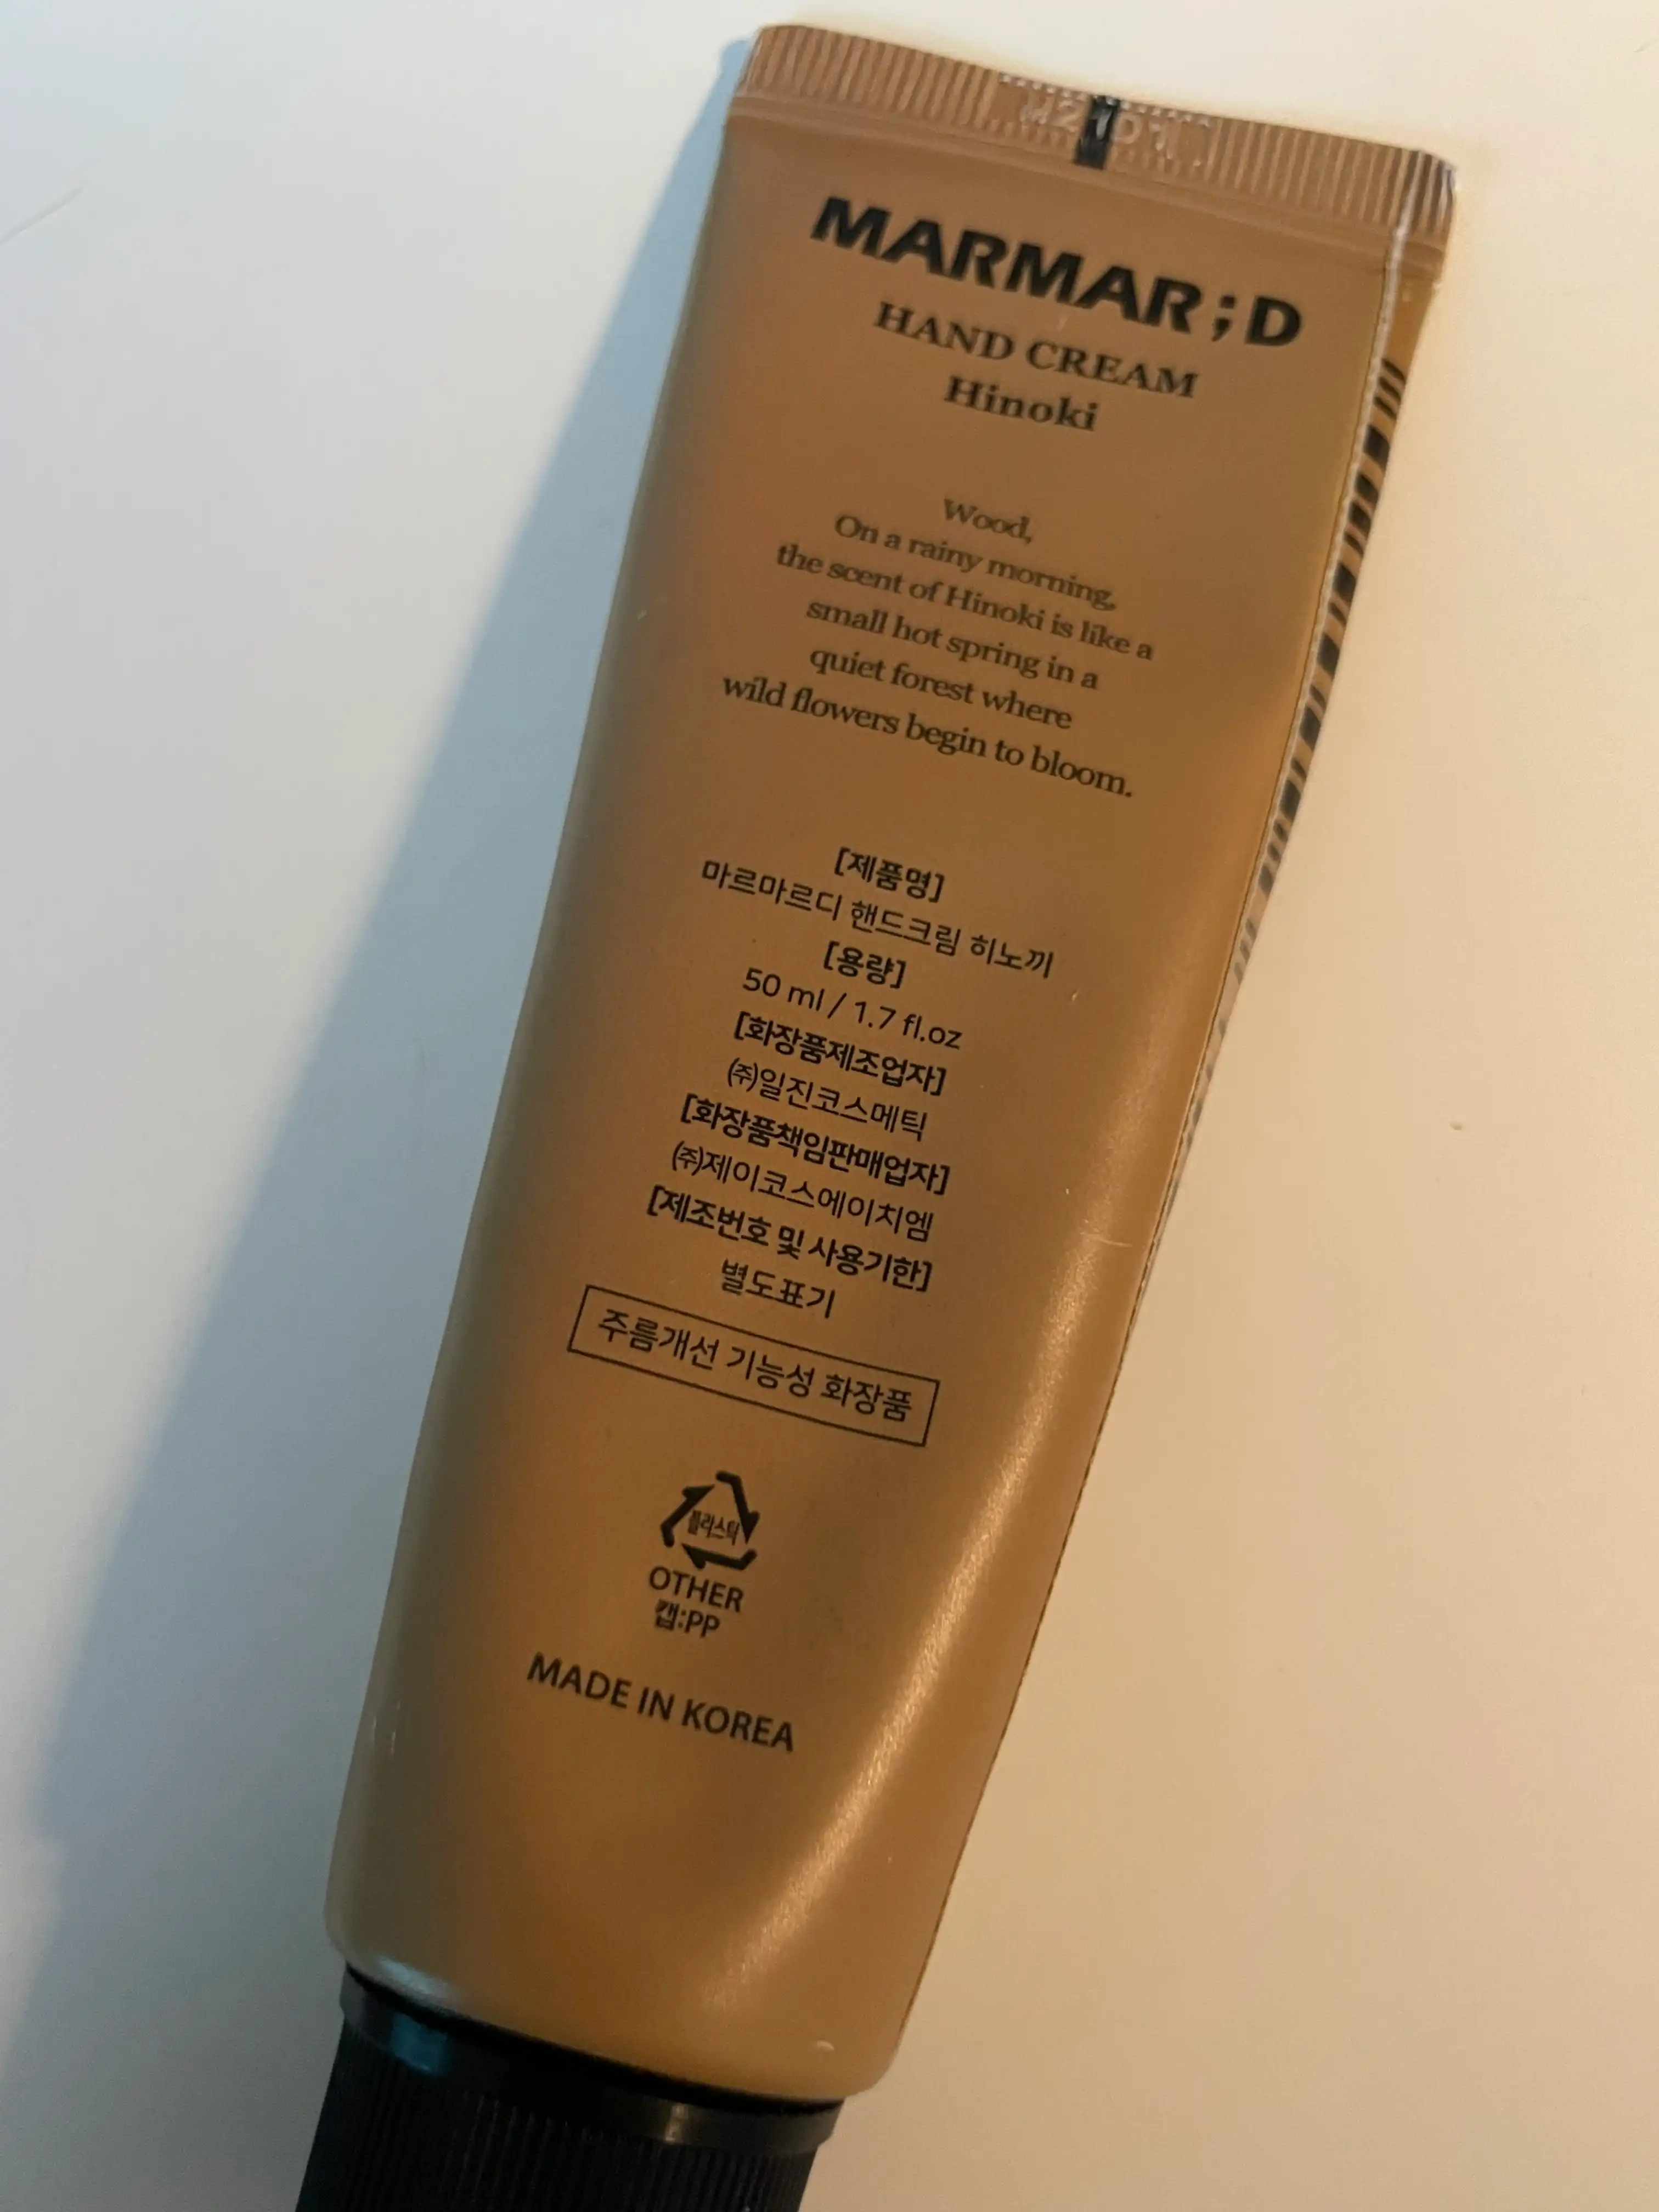 MARMAR;D
HAND CREAM
Hinoki
Wood,
On a rainy morning,
the scent of Hinoki is like a
small hot spring in a
quiet forest where
wild flowers begin to bloom.
[제품명]
마르마르디 핸드크림 히노끼
[용량]
50 ml / 1.7 fl.oz
[화장품제조업자]
㈜일진코스메틱
[화장품책임판매업자]
㈜제이코스에이치엠
[제조번호 및 사용기한]
별도표기
주름개선 기능성 화장품
플라스틱
OTHER
캡:PP
MADE IN KOREA